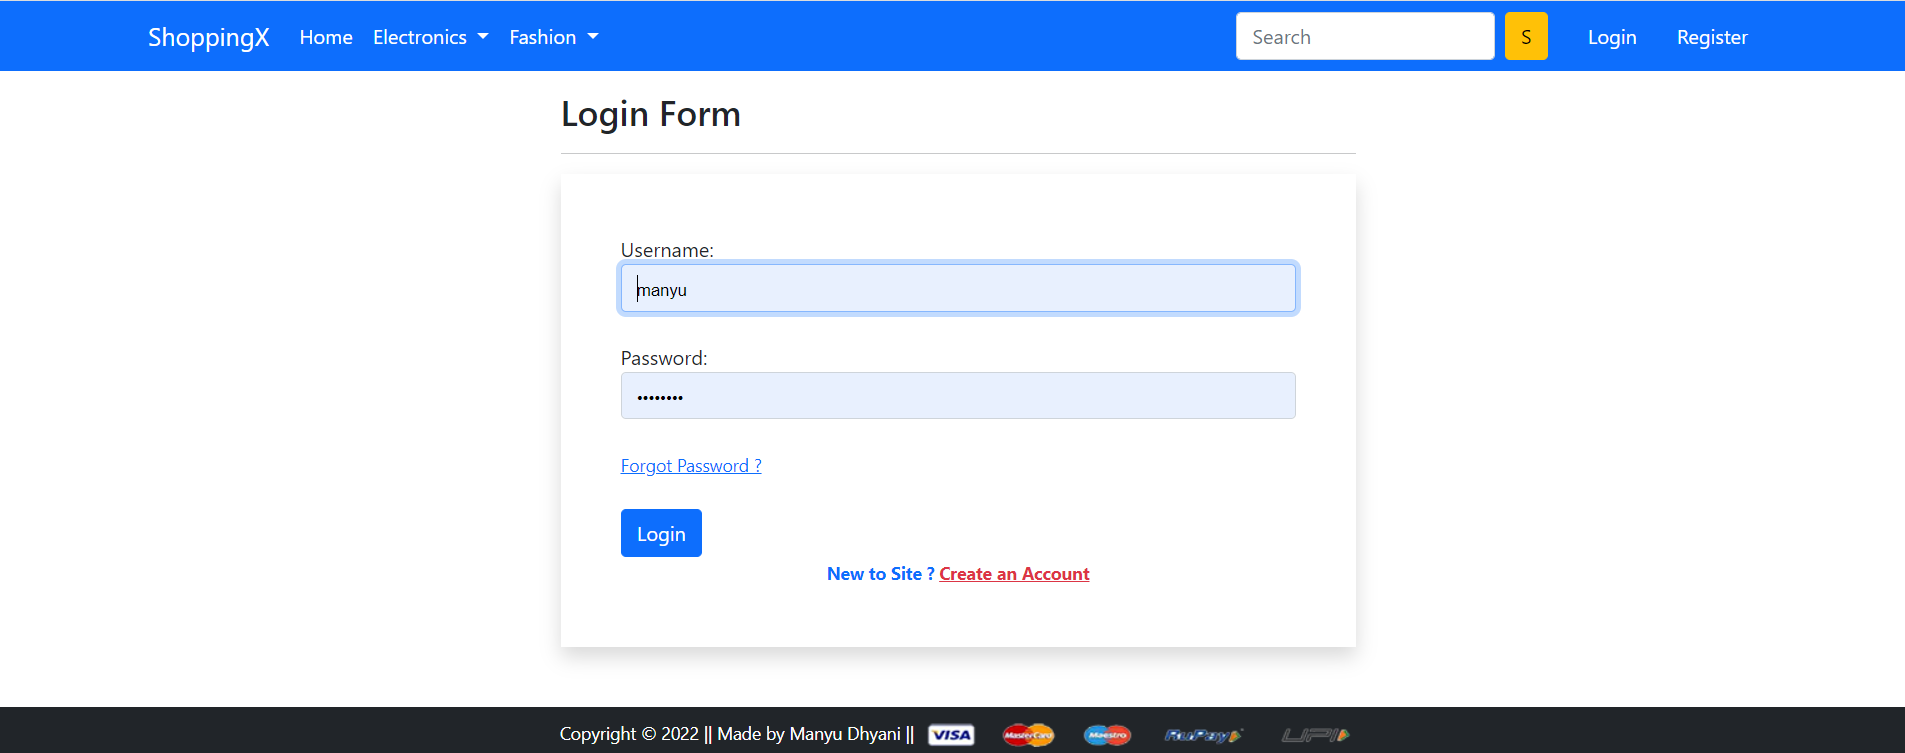 ShoppingX Home Electronics Fashion Search S Login Register
Login Form
Username:
manyu
Password:
••••••••
Forgot Password ?
Login
New to Site ? Create an Account
Copyright © 2022 || Made by Manyu Dhyani || VISA MasterCard Maestro RuPay UPI